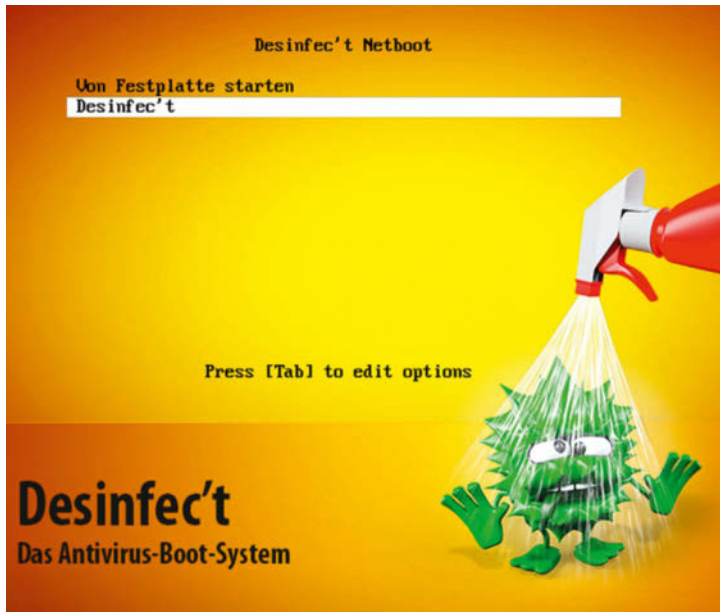 Desinfec't Netboot
Von Festplatte starten
Desinfec't
Press [Tab] to edit options
Desinfec't
Das Antivirus-Boot-System